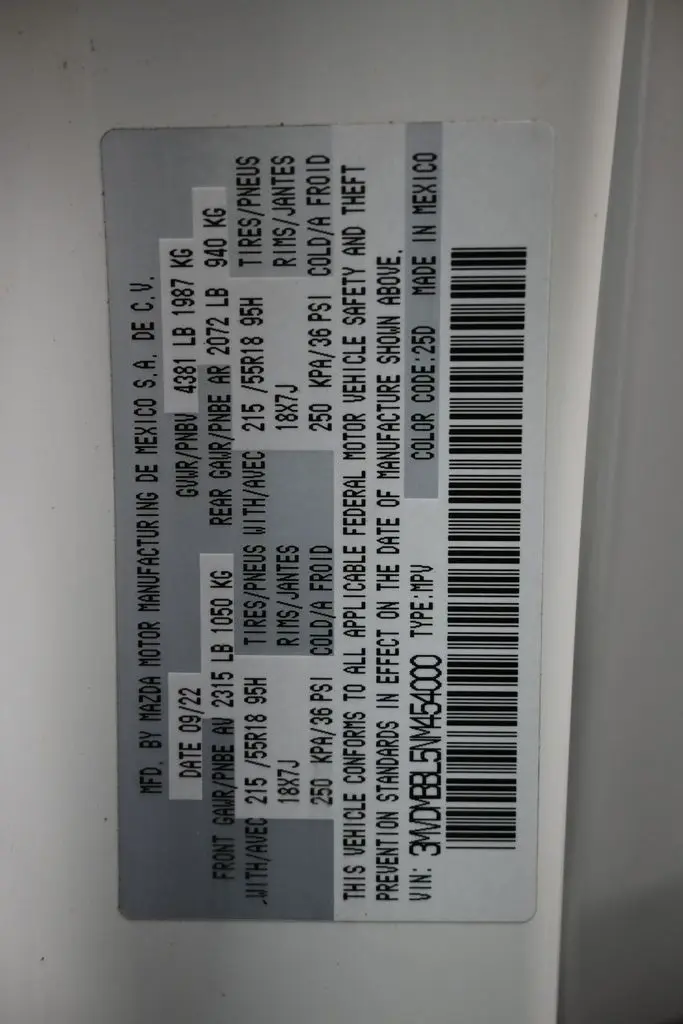 MFD. BY MAZDA MOTOR MANUFACTURING DE MEXICO S.A. DE C.V.
DATE 09/22 GVWR/PNBV 4381 LB 1987 KG
FRONT GAWR/PNBE AV 2315 LB 1050 KG REAR GAWR/PNBE AR 2072 LB 940 KG
WITH/AVEC 215 /55R18 95H TIRES/PNEUS WITH/AVEC 215 /55R18 95H TIRES/PNEUS
18X7J RIMS/JANTES 18X7J RIMS/JANTES
250 KPA/36 PSI COLD/A FROID 250 KPA/36 PSI COLD/A FROID
THIS VEHICLE CONFORMS TO ALL APPLICABLE FEDERAL MOTOR VEHICLE SAFETY AND THEFT
PREVENTION STANDARDS IN EFFECT ON THE DATE OF MANUFACTURE SHOWN ABOVE.
VIN: 3MVDMBBL5NM454000 TYPE:MPV COLOR CODE:25D MADE IN MEXICO